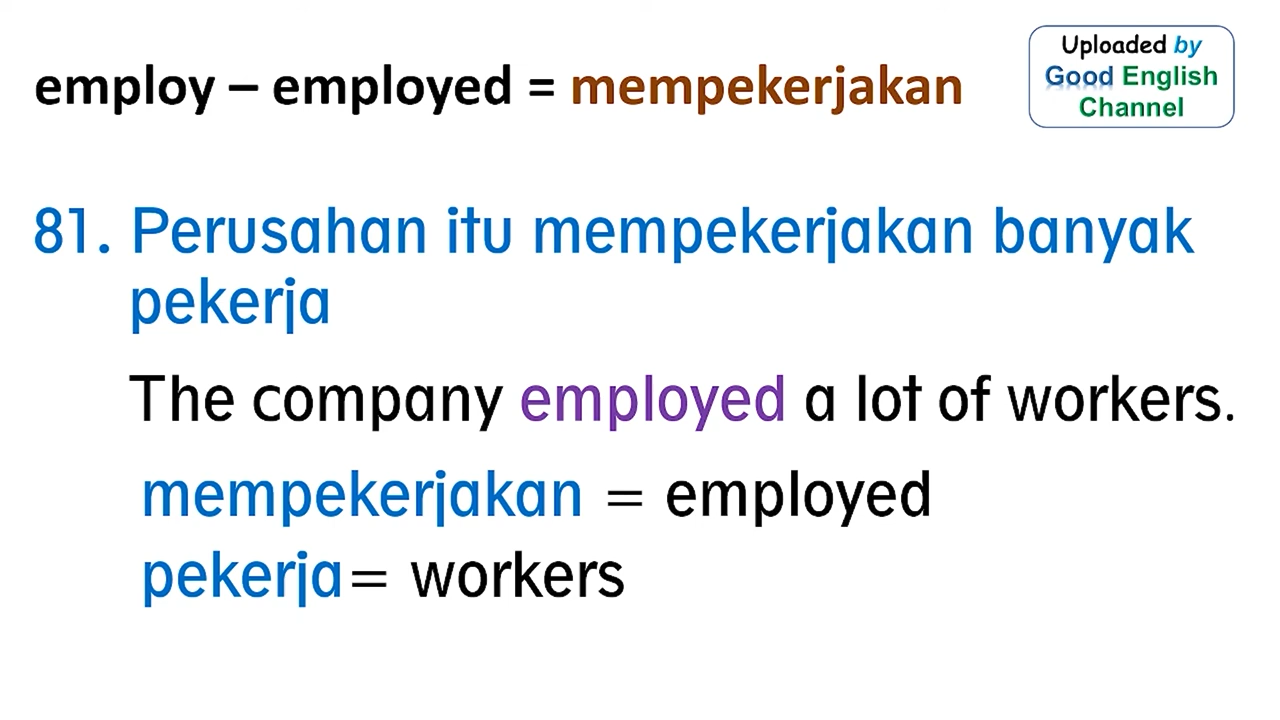 employ – employed = mempekerjakan
Uploaded by
Good English
Channel
81. Perusahan itu mempekerjakan banyak
pekerja
The company employed a lot of workers.
mempekerjakan = employed
pekerja= workers